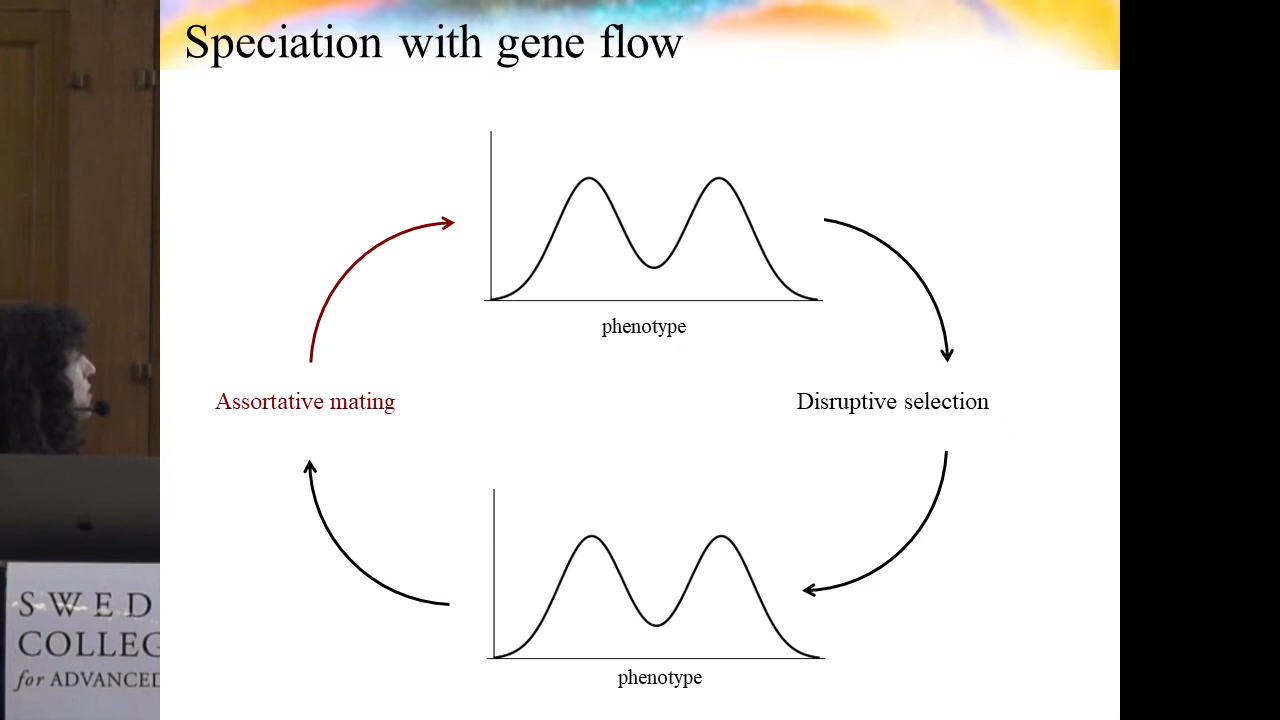 Speciation with gene flow
phenotype
Assortative mating
Disruptive selection
phenotype
SWED
COLLEG
for ADVANCED